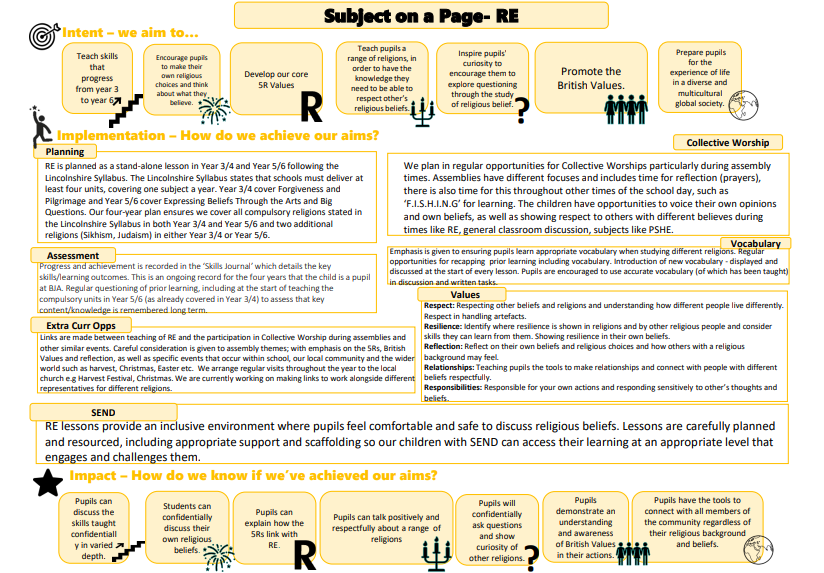 Subject on a Page- RE
Intent – we aim to…
Teach skills
that
progress
from year 3
to year 6.
Encourage pupils
to make their
own religious
choices and think
about what they
believe.
Develop our core
5R Values
R
Teach pupils a
range of religions, in
order to have the
knowledge they
need to be able to
respect other's
religious beliefs.
Inspire pupils'
curiosity to
encourage them to
explore questioning
through the study
of religious belief.
?
Promote the
British Values.
Prepare pupils
for the
experience of life
in a diverse and
multicultural
global society.
Implementation – How do we achieve our aims?
Planning
RE is planned as a stand-alone lesson in Year 3/4 and Year 5/6 following the
Lincolnshire Syllabus. The Lincolnshire Syllabus states that schools must deliver at
least four units, covering one subject a year. Year 3/4 cover Forgiveness and
Pilgrimage and Year 5/6 cover Expressing Beliefs Through the Arts and Big
Questions. Our four-year plan ensures we cover all compulsory religions stated in
the Lincolnshire in both Year 3/4 and Year 5/6 and two additional
religions (Sikhism, Judaism) in either Year 3/4 or Year 5/6.
Collective Worship
We plan in regular opportunities for Collective Worships particularly during assembly
times. Assemblies have different focuses and includes time for reflection (prayers),
there is also time for this throughout other times of the school day, such as
'F.I.S.H.I.N.G' for learning. The children have opportunities to voice their own opinions
and own beliefs, as well as showing respect to others with different believes during
times like RE, general classroom discussion, subjects like PSHE.
Assessment
Progress and achievement is recorded in the 'Skills Journal' which details the key
skills/learning outcomes. This is an ongoing record for the four years that the child is a pupil
at BJA. Regular questioning of prior learning, including at the start of teaching the
compulsory units in Year 5/6 (as already covered in Year 3/4) to assess that key
content/knowledge is remembered long term.
Vocabulary
Emphasis is given to ensuring pupils learn appropriate vocabulary when studying different religions. Regular
opportunities for recapping prior learning including vocabulary. Introduction of new vocabulary - displayed and
discussed at the start of every lesson. Pupils are encouraged to use accurate vocabulary (of which has been taught)
in discussion and written tasks.
Values
Respect: Respecting other beliefs and religions and understanding how different people live differently.
Respect in handling artefacts.
Resilience: Identify where resilience is shown in religions and by other religious people and consider
skills they can learn from them. Showing resilience in their own beliefs.
Reflection: Reflect on their own beliefs and religious choices and how others with a religious
background may feel.
Relationships: Teaching pupils the tools to make relationships and connect with people with different
beliefs respectfully.
Responsibilities: Responsible for your own actions and responding sensitively to other's thoughts and
beliefs.
Extra Curr Opps
Links are made between teaching of RE and the participation in Collective Worship during assemblies and
other similar events. Careful consideration is given to assembly themes; with emphasis on the 5Rs, British
Values and reflection, as well as specific events that occur within school, our local community and the wider
world such as harvest, Christmas, Easter etc. We arrange regular visits throughout the year to the local
church e.g Harvest Festival, Christmas. We are currently working on making links to work alongside different
representatives for different religions.
SEND
RE lessons provide an inclusive environment where pupils feel comfortable and safe to discuss religious beliefs. Lessons are carefully planned
and resourced, including appropriate support and scaffolding so our children with SEND can access their learning at an appropriate level that
engages and challenges them.
Impact – How do we know if we've achieved our aims?
Pupils can
discuss the
skills taught
confidentl
y in varied
depth.
Students can
confidentially
discuss their
own religious
beliefs.
Pupils can
explain how the
5Rs link with
RE.
R
Pupils can talk positively and
respectfully about a range of
religions
Pupils will
confidentially
ask questions
and show
curiosity of
other religions.
?
Pupils
demonstrate an
understanding
and awareness
of British Values
in their actions.
Pupils have the tools to
connect with all members of
the community regardless of
their religious background
and beliefs.